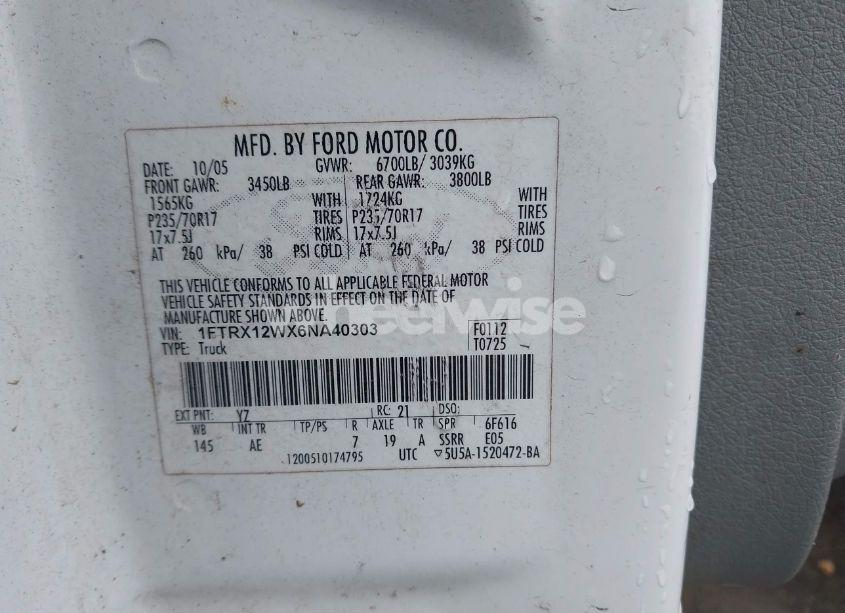 MFD. BY FORD MOTOR CO.
DATE: 10/05 GVWR: 6700LB/ 3039KG
FRONT GAWR: 3450LB REAR GAWR: 3800LB
1565KG WITH 1724KG WITH
P235/70R17 TIRES P235/70R17 TIRES
17x7.5J RIMS 17x7.5J RIMS
AT 260 kPa/ 38 PSI COLD AT 260 kPa/ 38 PSI COLD
THIS VEHICLE CONFORMS TO ALL APPLICABLE FEDERAL MOTOR
VEHICLE SAFETY STANDARDS IN EFFECT ON THE DATE OF
MANUFACTURE SHOWN ABOVE.
VIN: 1FTRX12WX6NA40303 F0112
TYPE: Truck T0725
EXT PNT: YZ RC: 21 DSO:
WB INT TR TP/PS R AXLE TR SPR 6F616
145 AE 7 19 A SSRR E05
1200510174795 UTC ▽5U5A-1520472-BA